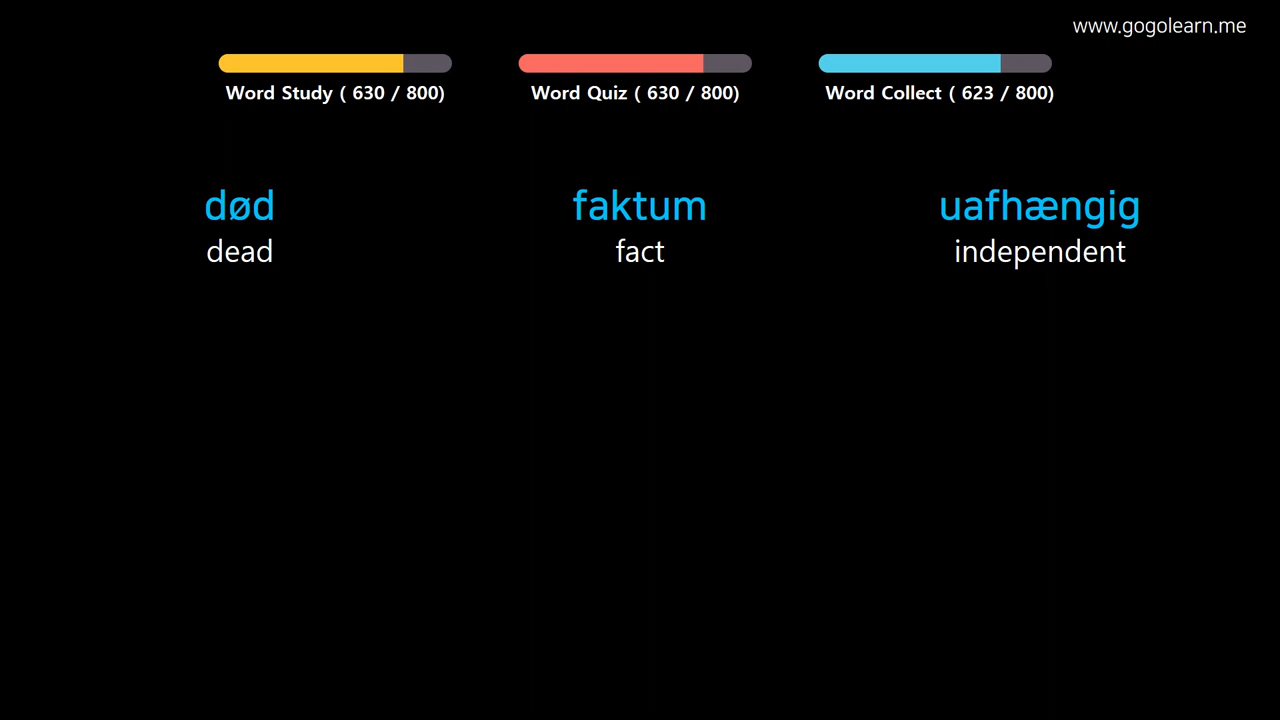 www.gogolearn.me
Word Study ( 630 / 800) Word Quiz ( 630 / 800) Word Collect ( 623 / 800)
død faktum uafhængig
dead fact independent